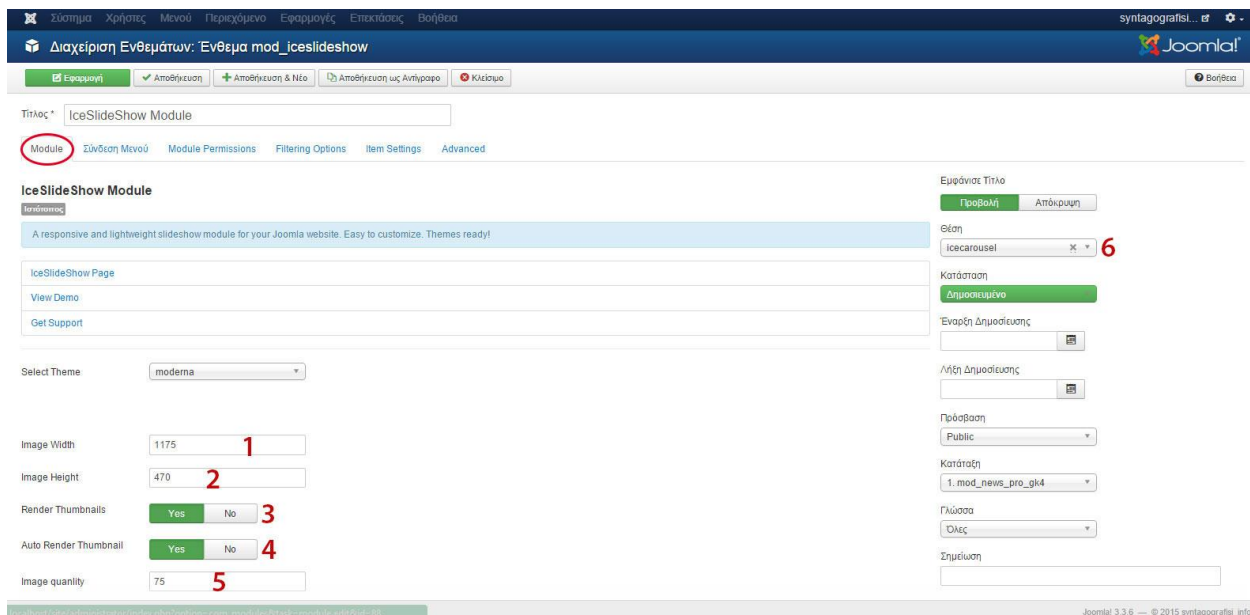 Σύστημα Χρήστες Μενού Περιεχόμενο Εφαρμογές Επεκτάσεις Βοήθεια syntagografisi...
Διαχείριση Ενθεμάτων: Ένθεμα mod_iceslideshow Joomla!
Εφαρμογή Αποθήκευση Αποθήκευση & Νέο Αποθήκευση ως Αντίγραφο Κλείσιμο Βοήθεια
Τίτλος * IceSlideShow Module
Module Σύνδεση Μενού Module Permissions Filtering Options Item Settings Advanced
IceSlideShow Module
Ιστότοπος
A responsive and lightweight slideshow module for your Joomla website. Easy to customize. Themes ready!
IceSlideShow Page
View Demo
Get Support
Select Theme moderna
Image Width 1175 1
Image Height 470 2
Render Thumbnails Yes No 3
Auto Render Thumbnail Yes No 4
Image quanlity 75 5
Εμφάνισε Τίτλο
Προβολή Απόκρυψη
Θέση
icecarousel 6
Κατάσταση
Δημοσιευμένο
Έναρξη Δημοσίευσης
Λήξη Δημοσίευσης
Πρόσβαση
Public
Κατάταξη
1. mod_news_pro_gk4
Γλώσσα
Όλες
Σημείωση
Joomla! 3.3.6 — © 2015 syntagografisi_info